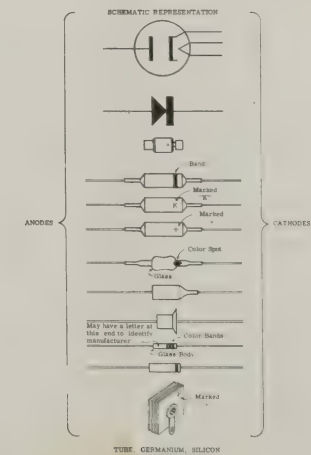 SCHEMATIC REPRESENTATION
+
Band
Marked
"K"
K
Marked
+
ANODES
CATHODES
Color Spot
Glass
May have a letter at
this end to identify
manufacturer
Color Bands
Glass Body
Marked
TUBE, GERMANIUM, SILICON